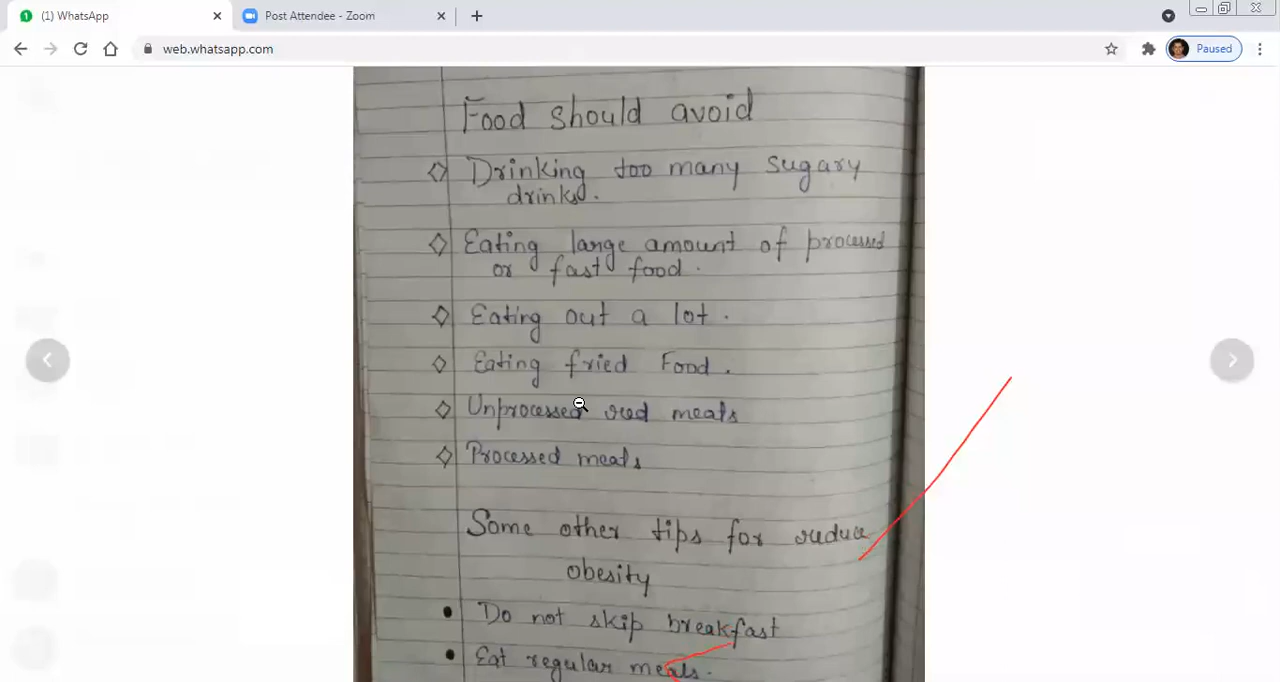 (1) WhatsApp
Post Attendee - Zoom
web.whatsapp.com
Paused
Food should avoid
Drinking too many sugary
drinks.
Eating large amount of processed
or fast food.
Eating out a lot.
Eating fried Food.
Unprocessed red meals
Processed meals
Some other tips for reduce
obesity
Do not skip breakfast
Eat regular meals.